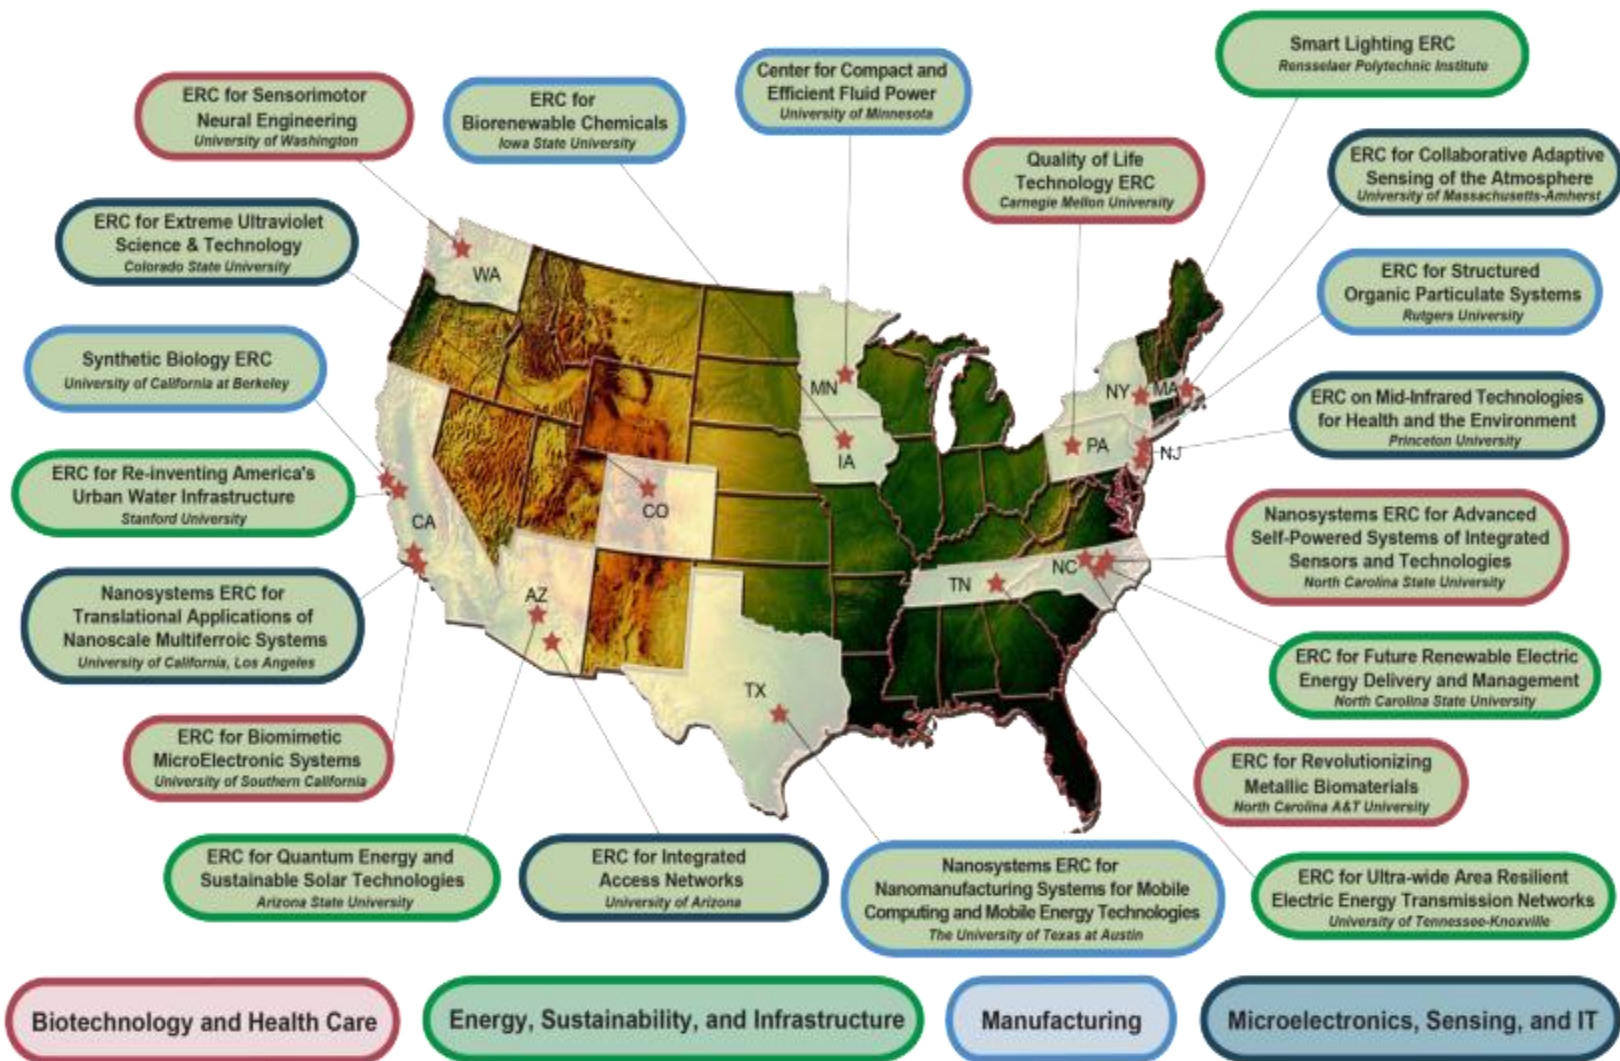 Smart Lighting ERC
Rensselaer Polytechnic Institute
Center for Compact and
Efficient Fluid Power
University of Minnesota
ERC for Sensorimotor
Neural Engineering
University of Washington
ERC for
Biorenewable Chemicals
Iowa State University
Quality of Life
Technology ERC
Carnegie Mellon University
ERC for Collaborative Adaptive
Sensing of the Atmosphere
University of Massachusetts-Amherst
ERC for Extreme Ultraviolet
Science & Technology
Colorado State University
ERC for Structured
Organic Particulate Systems
Rutgers University
Synthetic Biology ERC
University of California at Berkeley
ERC on Mid-Infrared Technologies
for Health and the Environment
Princeton University
ERC for Re-inventing America's
Urban Water Infrastructure
Stanford University
Nanosystems ERC for Advanced
Self-Powered Systems of Integrated
Sensors and Technologies
North Carolina State University
Nanosystems ERC for
Translational Applications of
Nanoscale Multiferroic Systems
University of California, Los Angeles
ERC for Future Renewable Electric
Energy Delivery and Management
North Carolina State University
ERC for Biomimetic
MicroElectronic Systems
University of Southern California
ERC for Revolutionizing
Metallic Biomaterials
North Carolina A&T University
ERC for Quantum Energy and
Sustainable Solar Technologies
Arizona State University
ERC for Integrated
Access Networks
University of Arizona
Nanosystems ERC for
Nanomanufacturing Systems for Mobile
Computing and Mobile Energy Technologies
The University of Texas at Austin
ERC for Ultra-wide Area Resilient
Electric Energy Transmission Networks
University of Tennessee-Knoxville
WA
MN
IA
NY
MA
PA
NJ
CO
CA
AZ
TX
TN
NC
Biotechnology and Health Care
Energy, Sustainability, and Infrastructure
Manufacturing
Microelectronics, Sensing, and IT